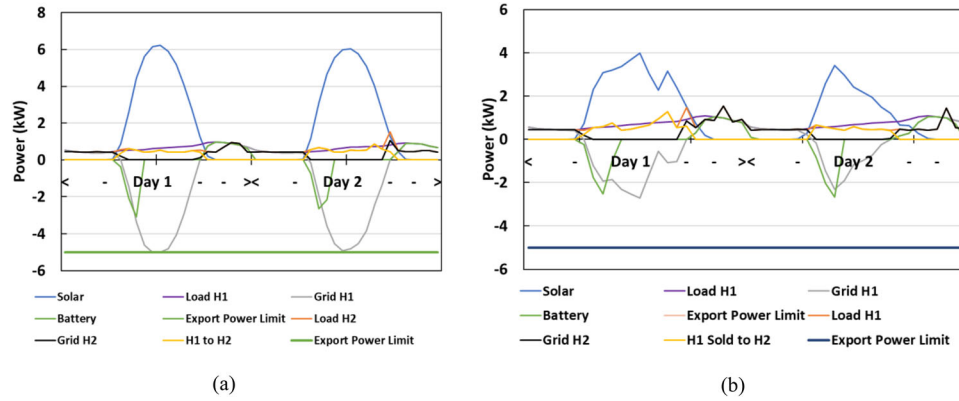 (a)
(b)
8
6
4
2
0
-2
-4
-6
Power (kW)
< - Day 1 - - >< - Day 2 - - >
Solar Load H1 Grid H1
Battery Export Power Limit Load H2
Grid H2 H1 to H2 Export Power Limit
6
4
2
0
-2
-4
-6
Power (kW)
< - Day 1 - - >< - Day 2 - -
Solar Load H1 Grid H1
Battery Export Power Limit Load H1
Grid H2 H1 Sold to H2 Export Power Limit
(a)
(b)